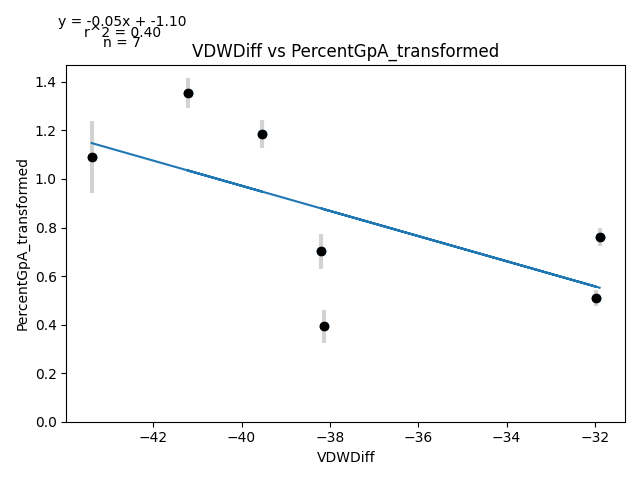 y = -0.05x + -1.10
r^2 = 0.40
n = 7
VDWDiff vs PercentGpA_transformed
PercentGpA_transformed
1.4
1.2
1.0
0.8
0.6
0.4
0.2
0.0
−42 −40 −38 −36 −34 −32
VDWDiff